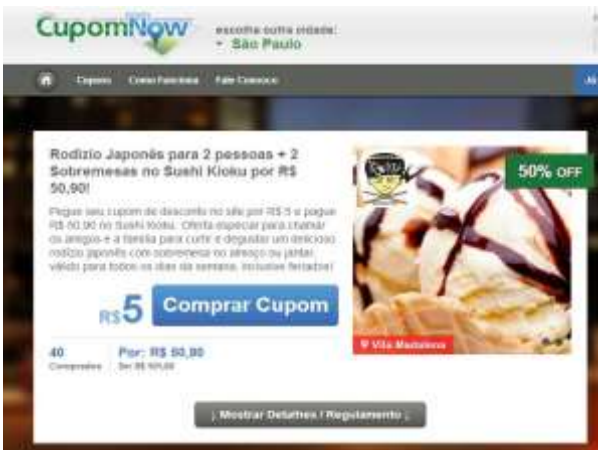 CupomNow
escolha outra cidade:
São Paulo
Cupons Como Funciona Fale Conosco
Rodízio Japonês para 2 pessoas + 2
Sobremesas no Sushi Kioku por R$
50,90!
Pegue seu cupom de desconto no site por R$ 5 e pague
R$ 50,90 no Sushi Kioku. Oferta especial para chamar
os amigos e a família para curtir e degustar um delicioso
rodízio japonês com sobremesa no almoço ou jantar,
válido para todos os dias da semana, inclusive feriados!
50% OFF
R$5 Comprar Cupom
Vila Madalena
40 Por: R$ 50,90
Comprados
Mostrar Detalhes / Regulamento